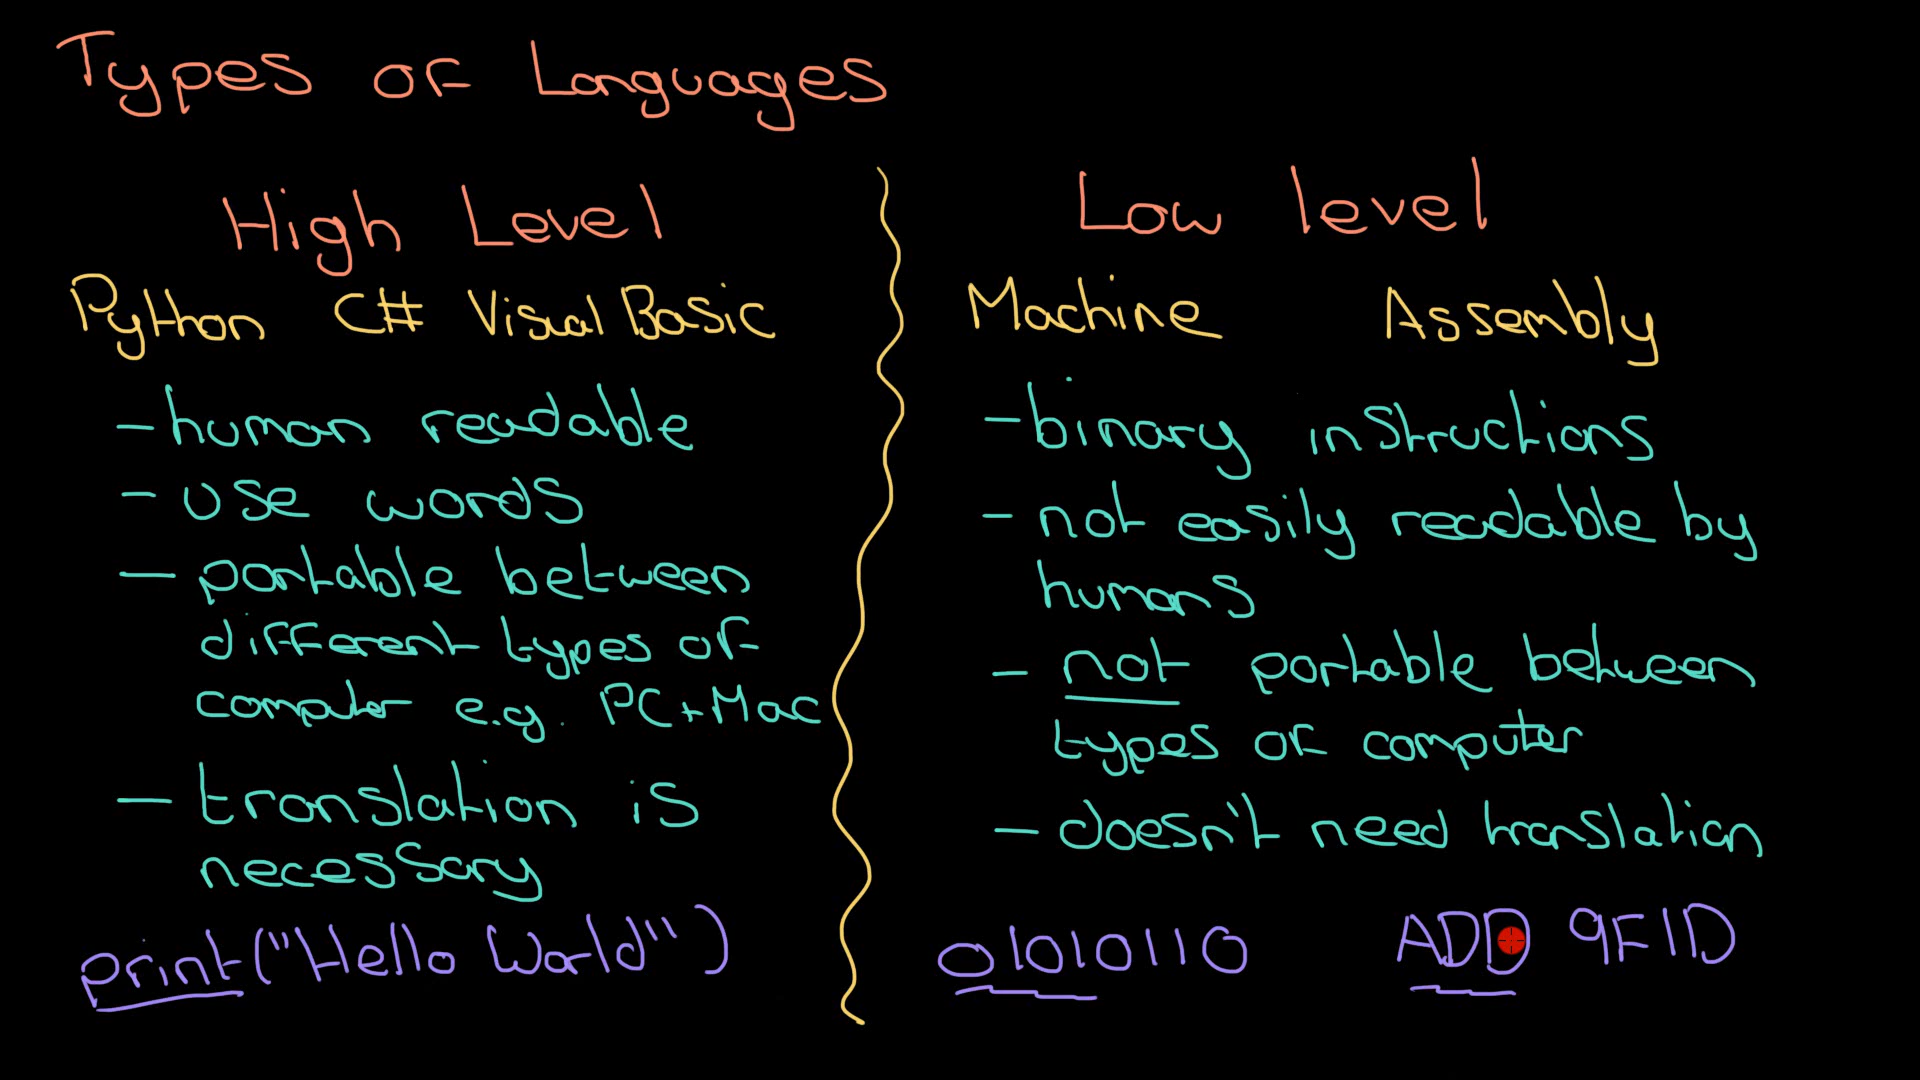 Types of Languages
High Level
Python C# Visual Basic
- human readable
- use words
- portable between
different types of
computer e.g. PC+Mac
- translation is
necessary
print("Hello World")
Low level
Machine Assembly
- binary instructions
- not easily readable by
humans
- not portable between
types of computer
- doesn't need translation
01010110 ADD 9F1D